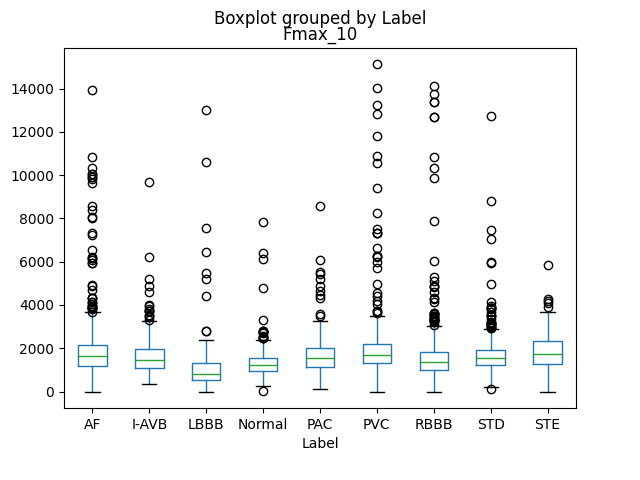 Boxplot grouped by Label
Fmax_10
14000
12000
10000
8000
6000
4000
2000
0
AF I-AVB LBBB Normal PAC PVC RBBB STD STE
Label